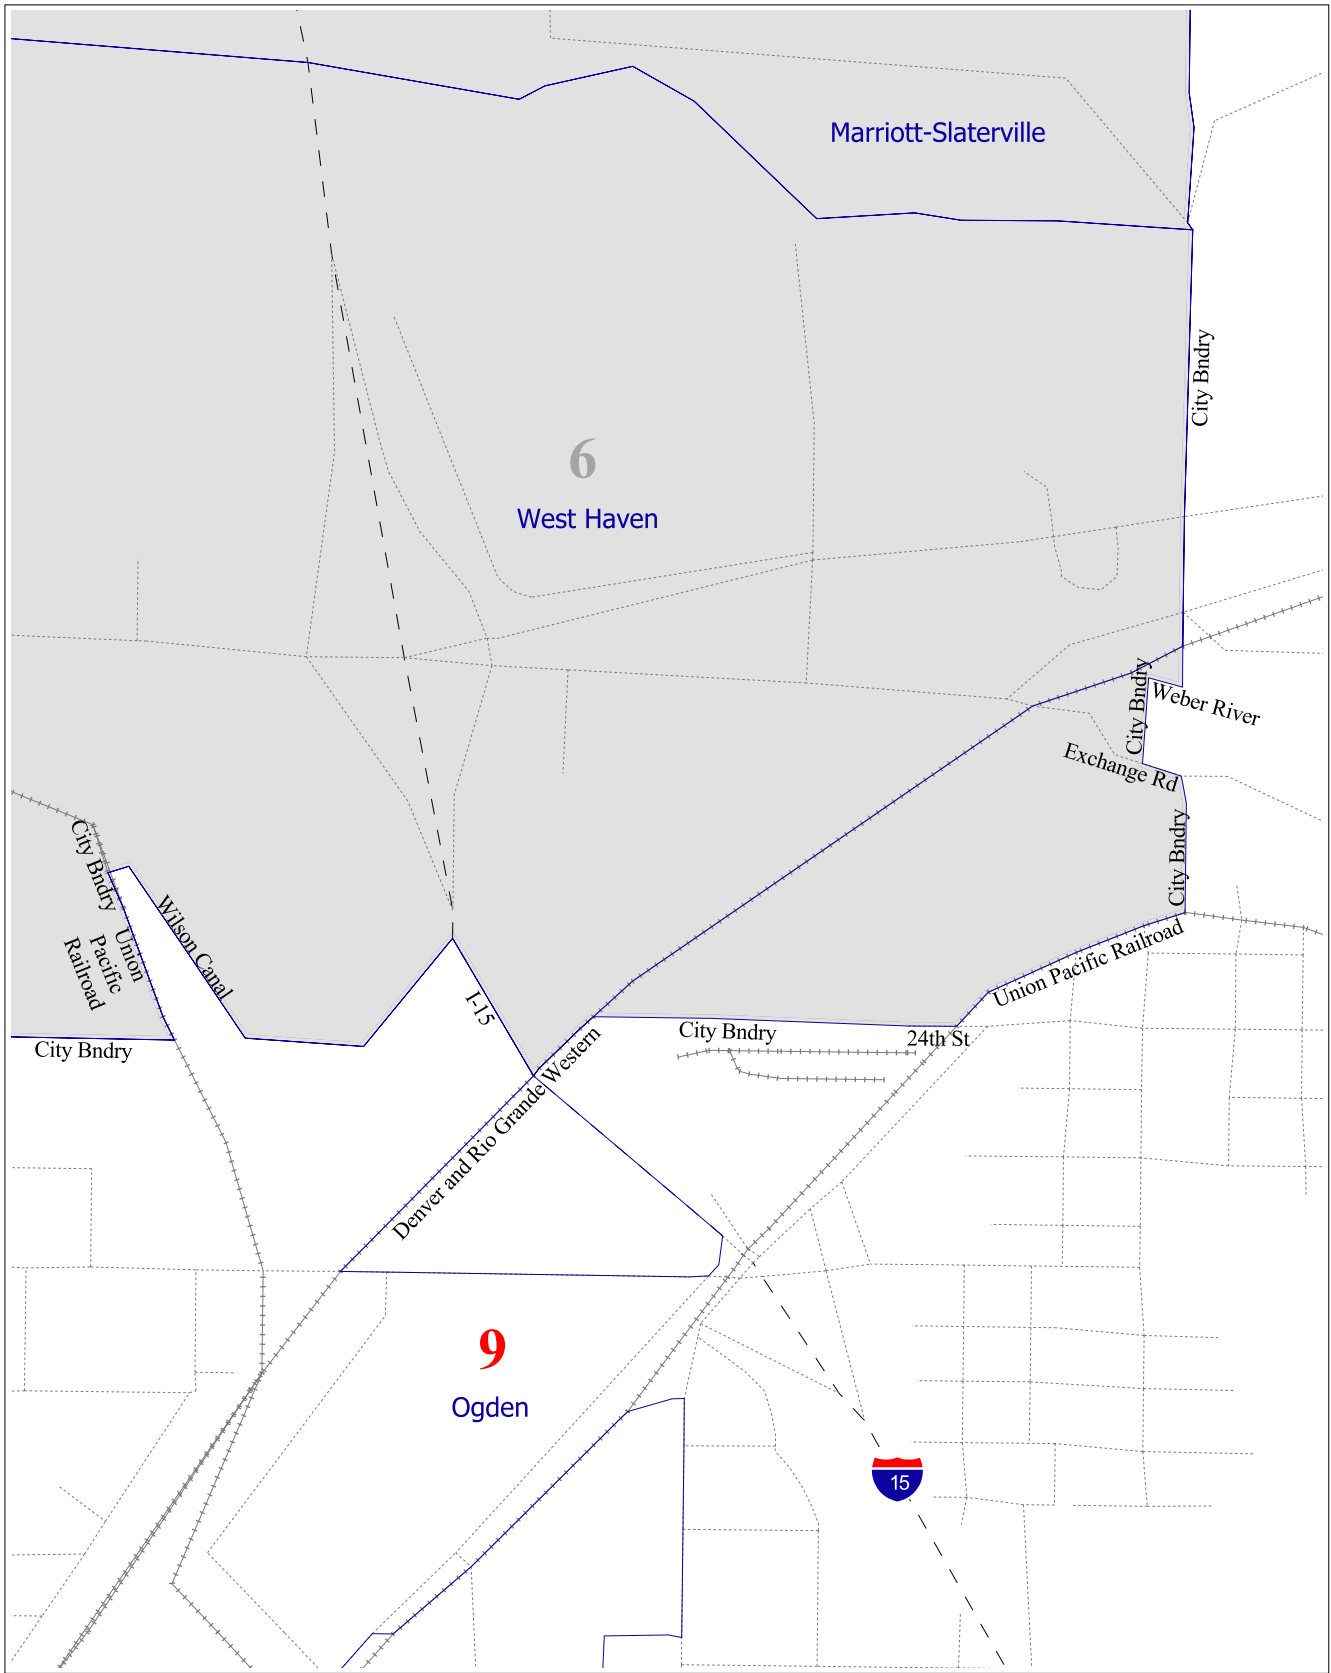 Marriott-Slaterville
City Bndry
6
West Haven
City Bndry
Weber River
Exchange Rd
City Bndry
City Bndry
Wilson Canal
Union
Pacific
Railroad
Union Pacific Railroad
I-15
City Bndry
24th St
City Bndry
Denver and Rio Grande Western
9
Ogden
15